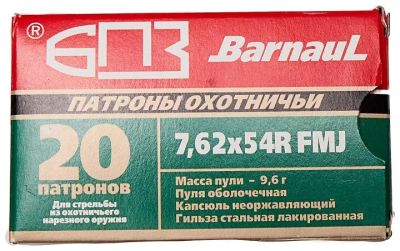 ® БПЗ Barnaul
ПАТРОНЫ ОХОТНИЧЬИ
20
ПАТРОНОВ
Для стрельбы
из охотничьего
нарезного оружия
7,62x54R FMJ
Масса пули – 9,6 г
Пуля оболочечная
Капсюль неоржавляющий
Гильза стальная лакированная